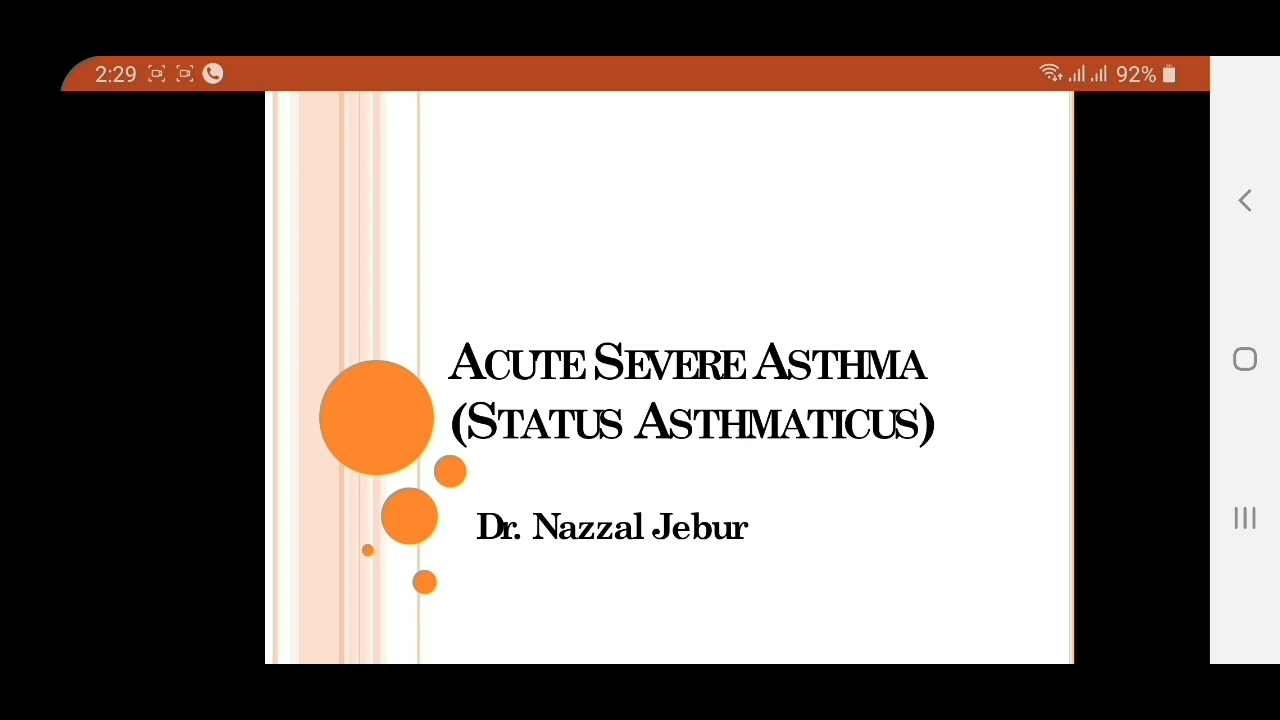 2:29
92%
ACUTE SEVERE ASTHMA
(STATUS ASTHMATICUS)
Dr. Nazzal Jebur